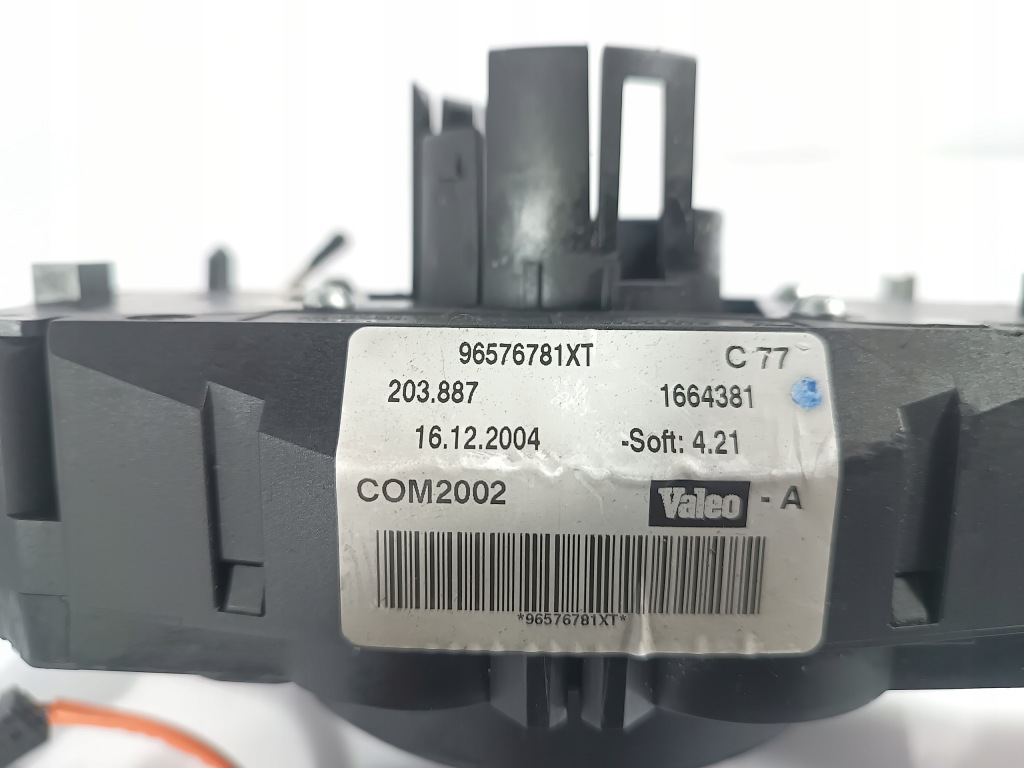 96576781XT C 77
203.887 1664381
16.12.2004 -Soft: 4.21
COM2002 Valeo - A
*96576781XT*